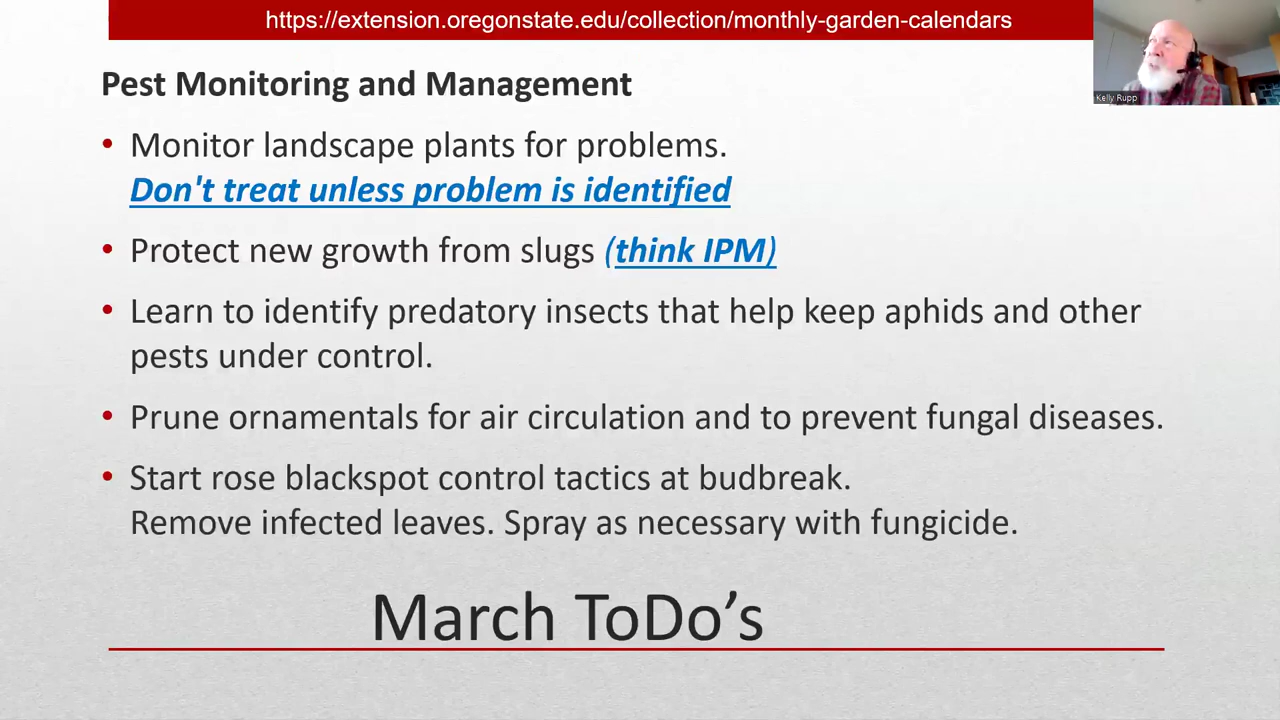 https://extension.oregonstate.edu/collection/monthly-garden-calendars
Kelly Rupp
Pest Monitoring and Management
• Monitor landscape plants for problems.
Don't treat unless problem is identified
• Protect new growth from slugs (think IPM)
• Learn to identify predatory insects that help keep aphids and other
pests under control.
• Prune ornamentals for air circulation and to prevent fungal diseases.
• Start rose blackspot control tactics at budbreak.
Remove infected leaves. Spray as necessary with fungicide.
March ToDo’s